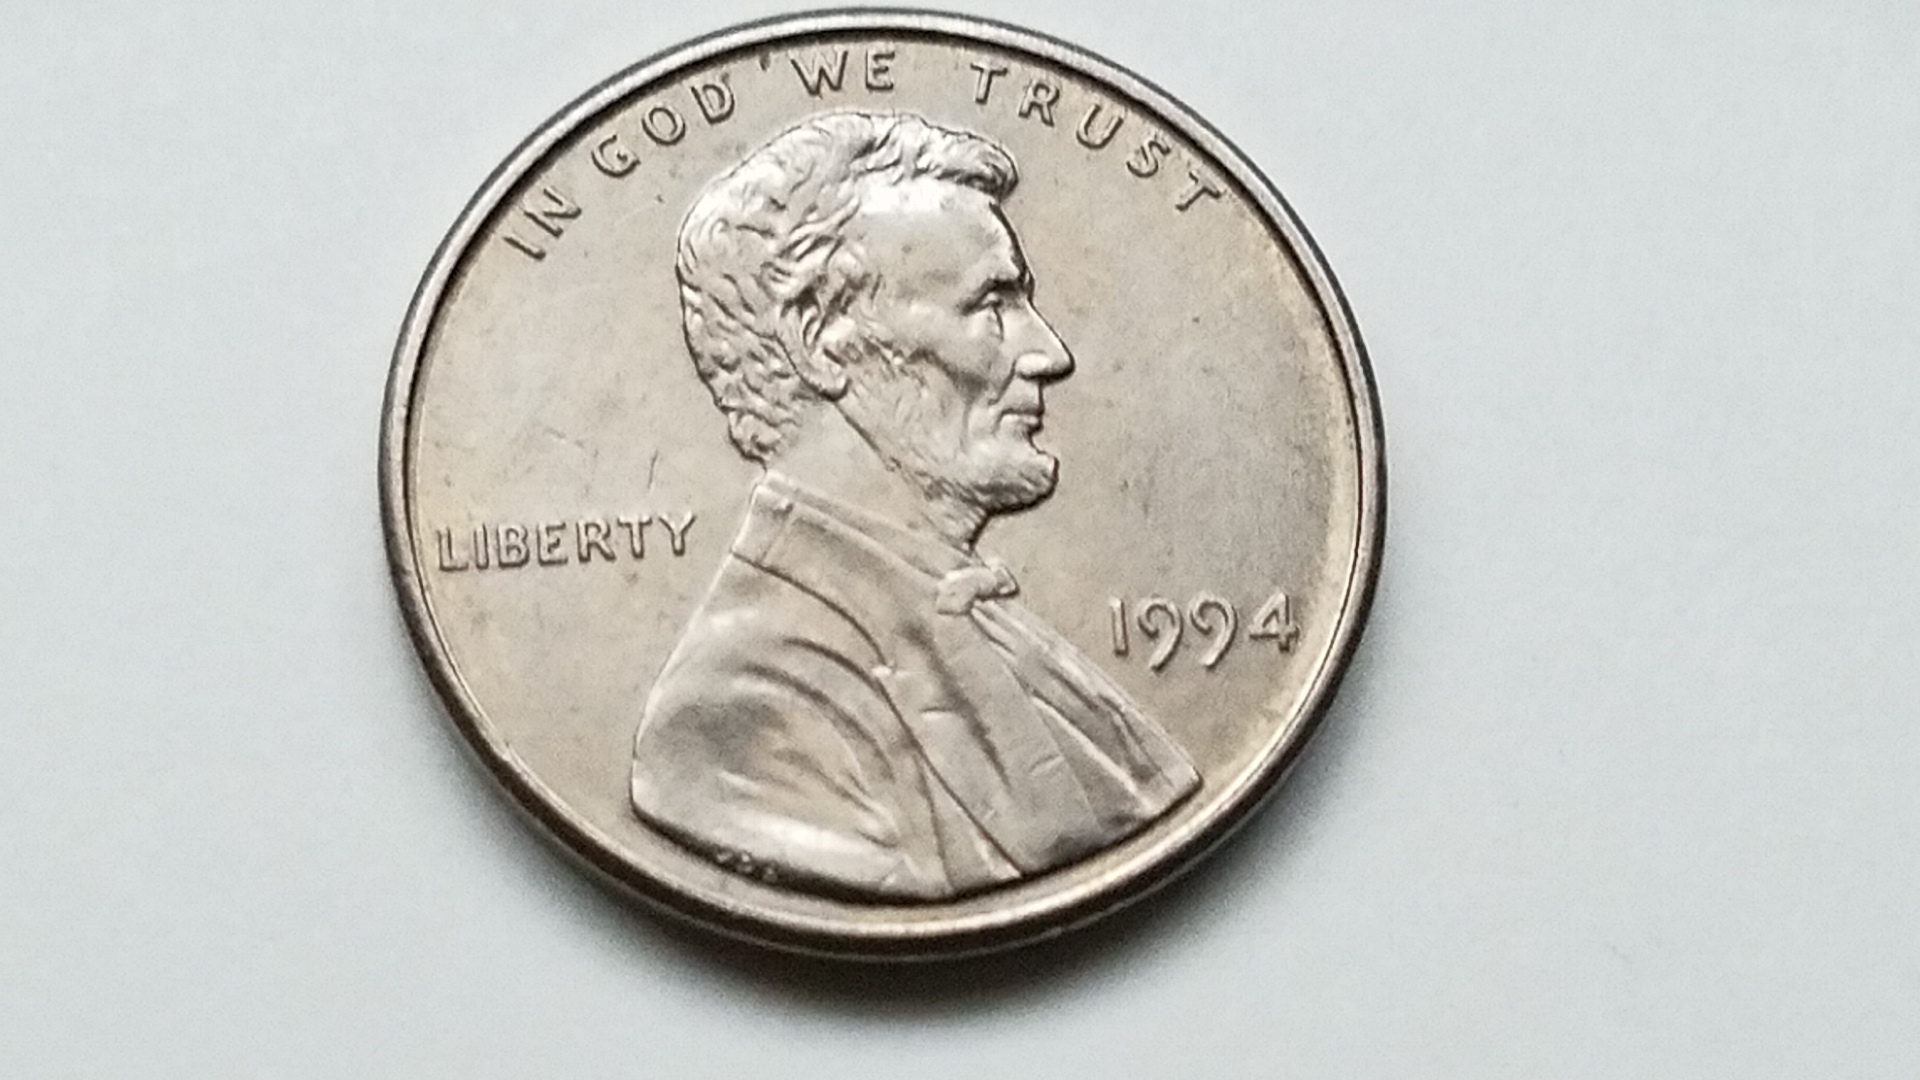 IN GOD WE TRUST
LIBERTY
1994